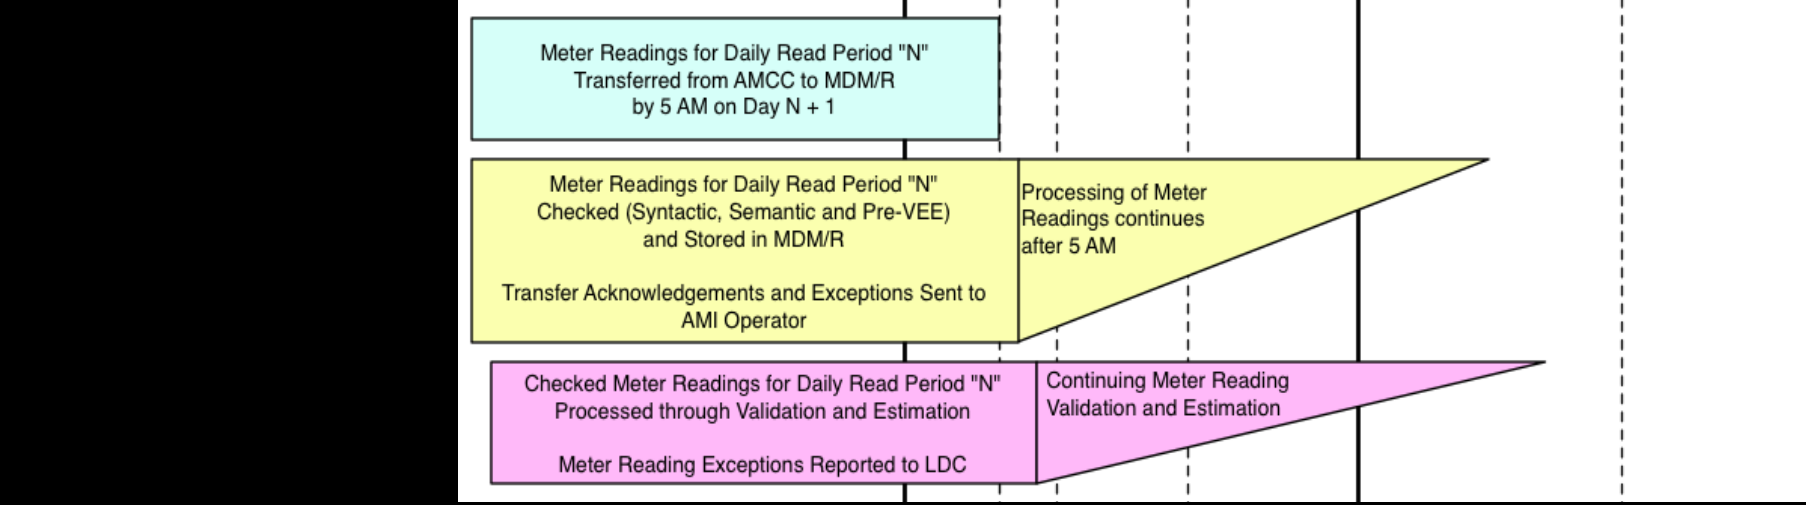 Meter Readings for Daily Read Period "N"
Transferred from AMCC to MDM/R
by 5 AM on Day N + 1
Meter Readings for Daily Read Period "N"
Checked (Syntactic, Semantic and Pre-VEE)
and Stored in MDM/R
Transfer Acknowledgements and Exceptions Sent to
AMI Operator
Processing of Meter
Readings continues
after 5 AM
Checked Meter Readings for Daily Read Period "N"
Processed through Validation and Estimation
Meter Reading Exceptions Reported to LDC
Continuing Meter Reading
Validation and Estimation